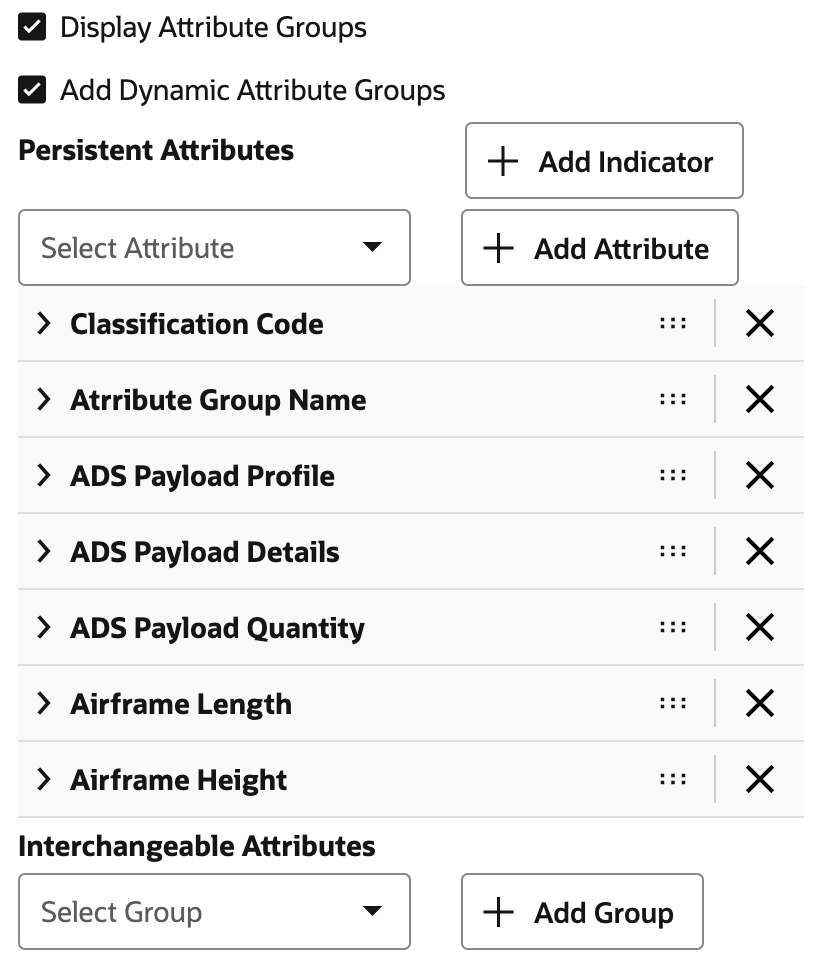 Display Attribute Groups
Add Dynamic Attribute Groups
Persistent Attributes
Add Indicator
Select Attribute
Add Attribute
Classification Code
Atrribute Group Name
ADS Payload Profile
ADS Payload Details
ADS Payload Quantity
Airframe Length
Airframe Height
Interchangeable Attributes
Select Group
Add Group